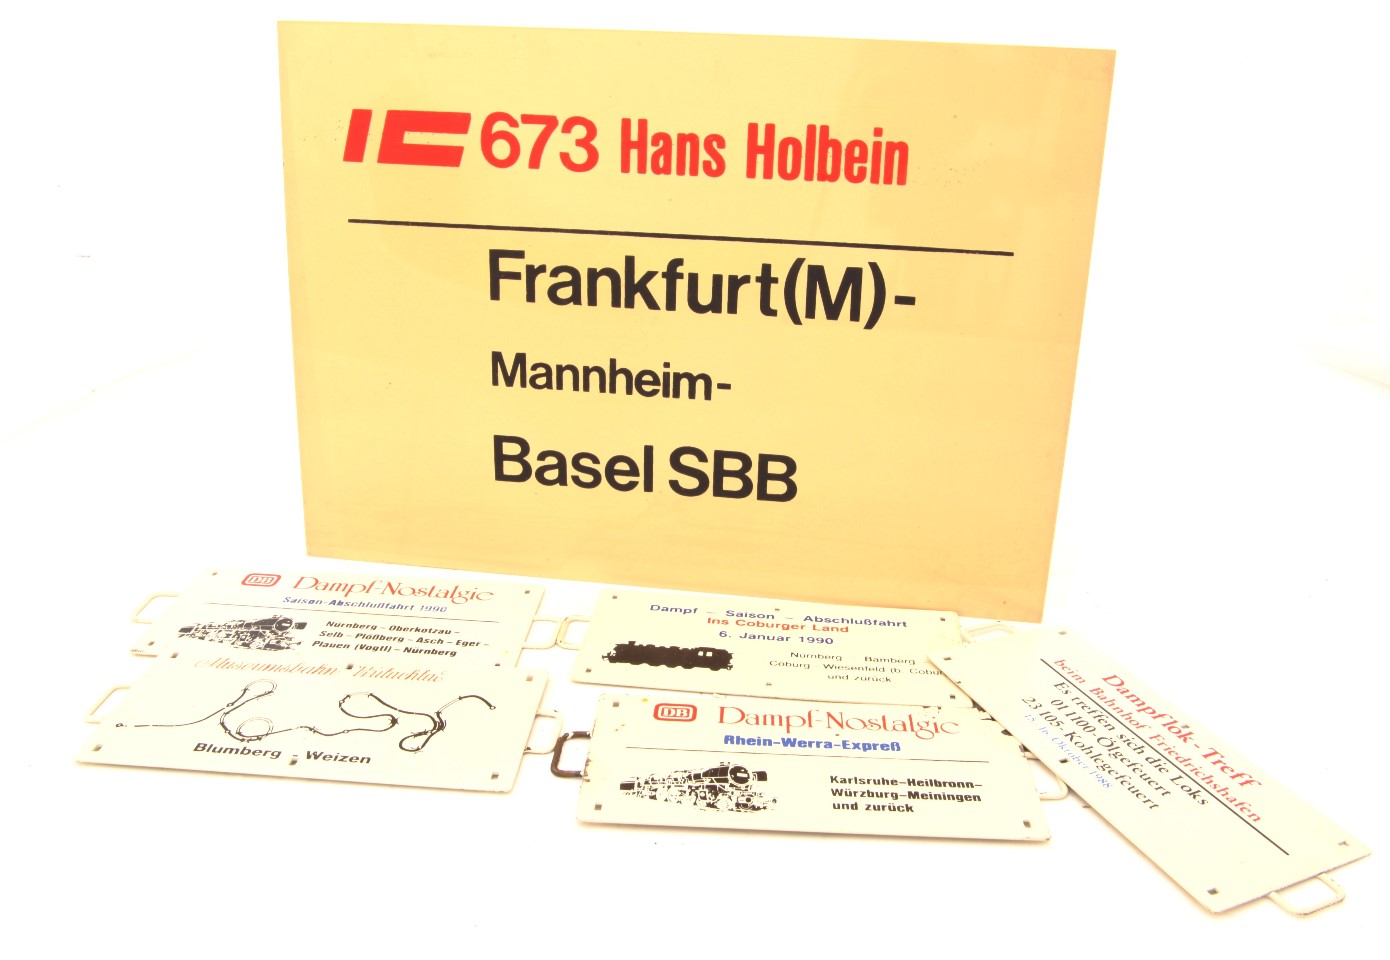 IC 673 Hans Holbein
Frankfurt(M)-
Mannheim-
Basel SBB
DB Dampf-Nostalgie
Saison-Abschlußfahrt 1990
Nürnberg - Oberkotzau -
Selb - Plößberg - Asch - Eger -
Plauen (Vogtl) - Nürnberg
Museumsbahn Wutachtal
Blumberg - Weizen
Dampf - Saison - Abschlußfahrt
Ins Coburger Land
6. Januar 1990
Nürnberg Bamberg
Coburg - Wiesenfeld (b. Cobu
und zurück
DB Dampf-Nostalgie
Rhein-Werra-Expreß
Karlsruhe-Heilbronn-
Würzburg-Meiningen
und zurück
Dampflok-Treff
beim Bahnhof Friedrichshafen
Es treffen sich die Loks
01 1100-Ölgefeuert
23 105-Kohlegefeuert
Oktober 1986